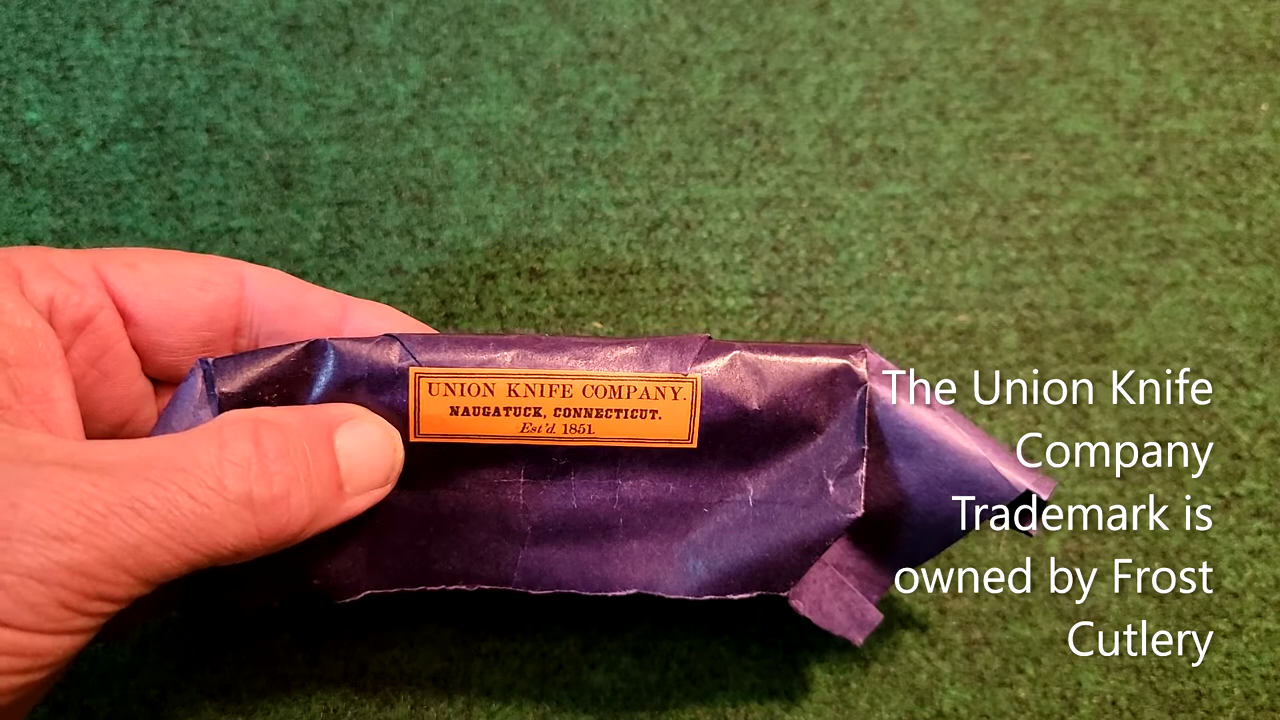 UNION KNIFE COMPANY.
NAUGATUCK, CONNECTICUT.
Est'd. 1851.
The Union Knife
Company
Trademark is
owned by Frost
Cutlery